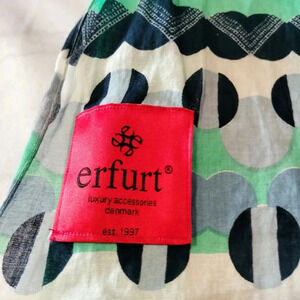 erfurt®
luxury accessories
denmark
est. 1997